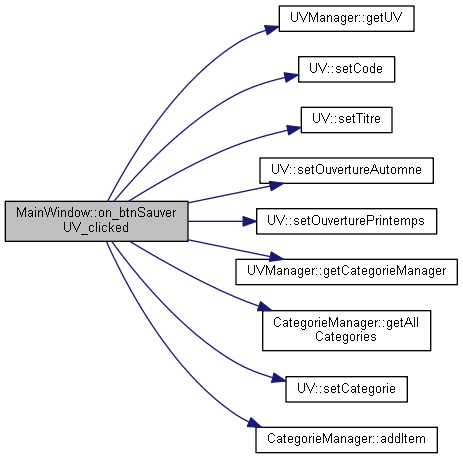 UVManager::getUV
UV::setCode
UV::setTitre
UV::setOuvertureAutomne
MainWindow::on_btnSauver
UV_clicked
UV::setOuverturePrintemps
UVManager::getCategorieManager
CategorieManager::getAll
Categories
UV::setCategorie
CategorieManager::addItem